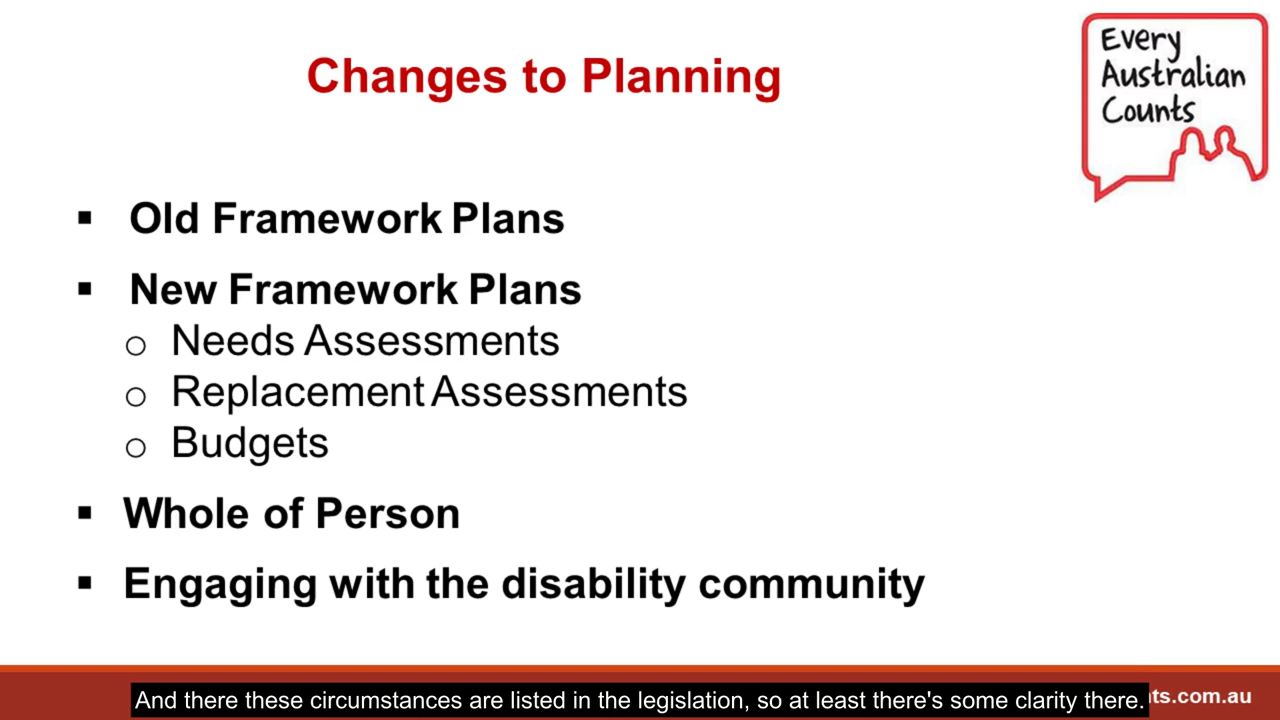 Changes to Planning
Every
Australian
Counts
▪ Old Framework Plans
▪ New Framework Plans
o Needs Assessments
o Replacement Assessments
o Budgets
▪ Whole of Person
▪ Engaging with the disability community
And there these circumstances are listed in the legislation, so at least there's some clarity there.
nts.com.au